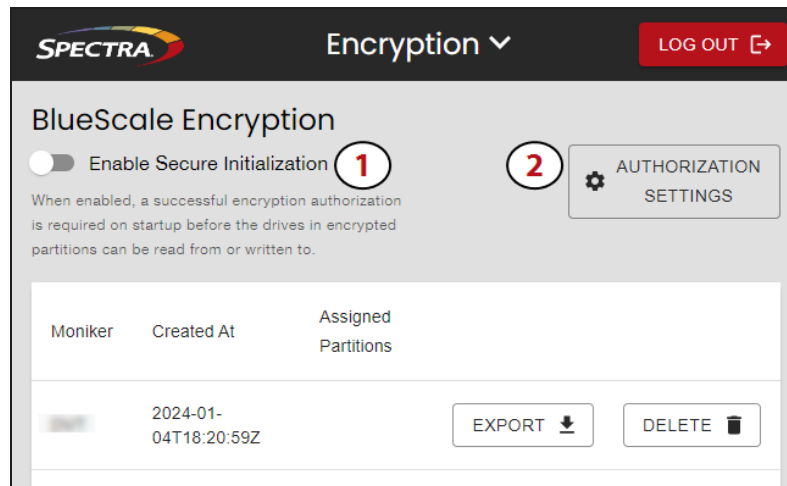 SPECTRA
Encryption
LOG OUT
BlueScale Encryption
Enable Secure Initialization
1
2
AUTHORIZATION
SETTINGS
When enabled, a successful encryption authorization
is required on startup before the drives in encrypted
partitions can be read from or written to.
Moniker
Created At
Assigned
Partitions
2024-01-
04T18:20:59Z
EXPORT
DELETE